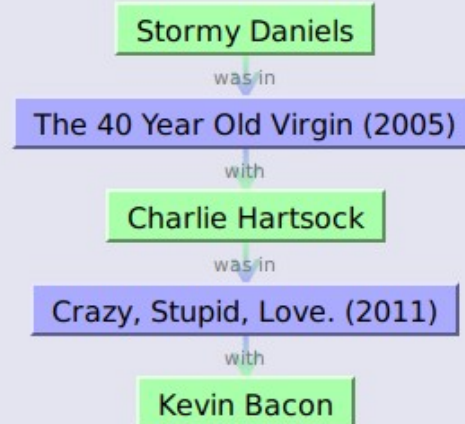 Stormy Daniels
was in
The 40 Year Old Virgin (2005)
with
Charlie Hartsock
was in
Crazy, Stupid, Love. (2011)
with
Kevin Bacon